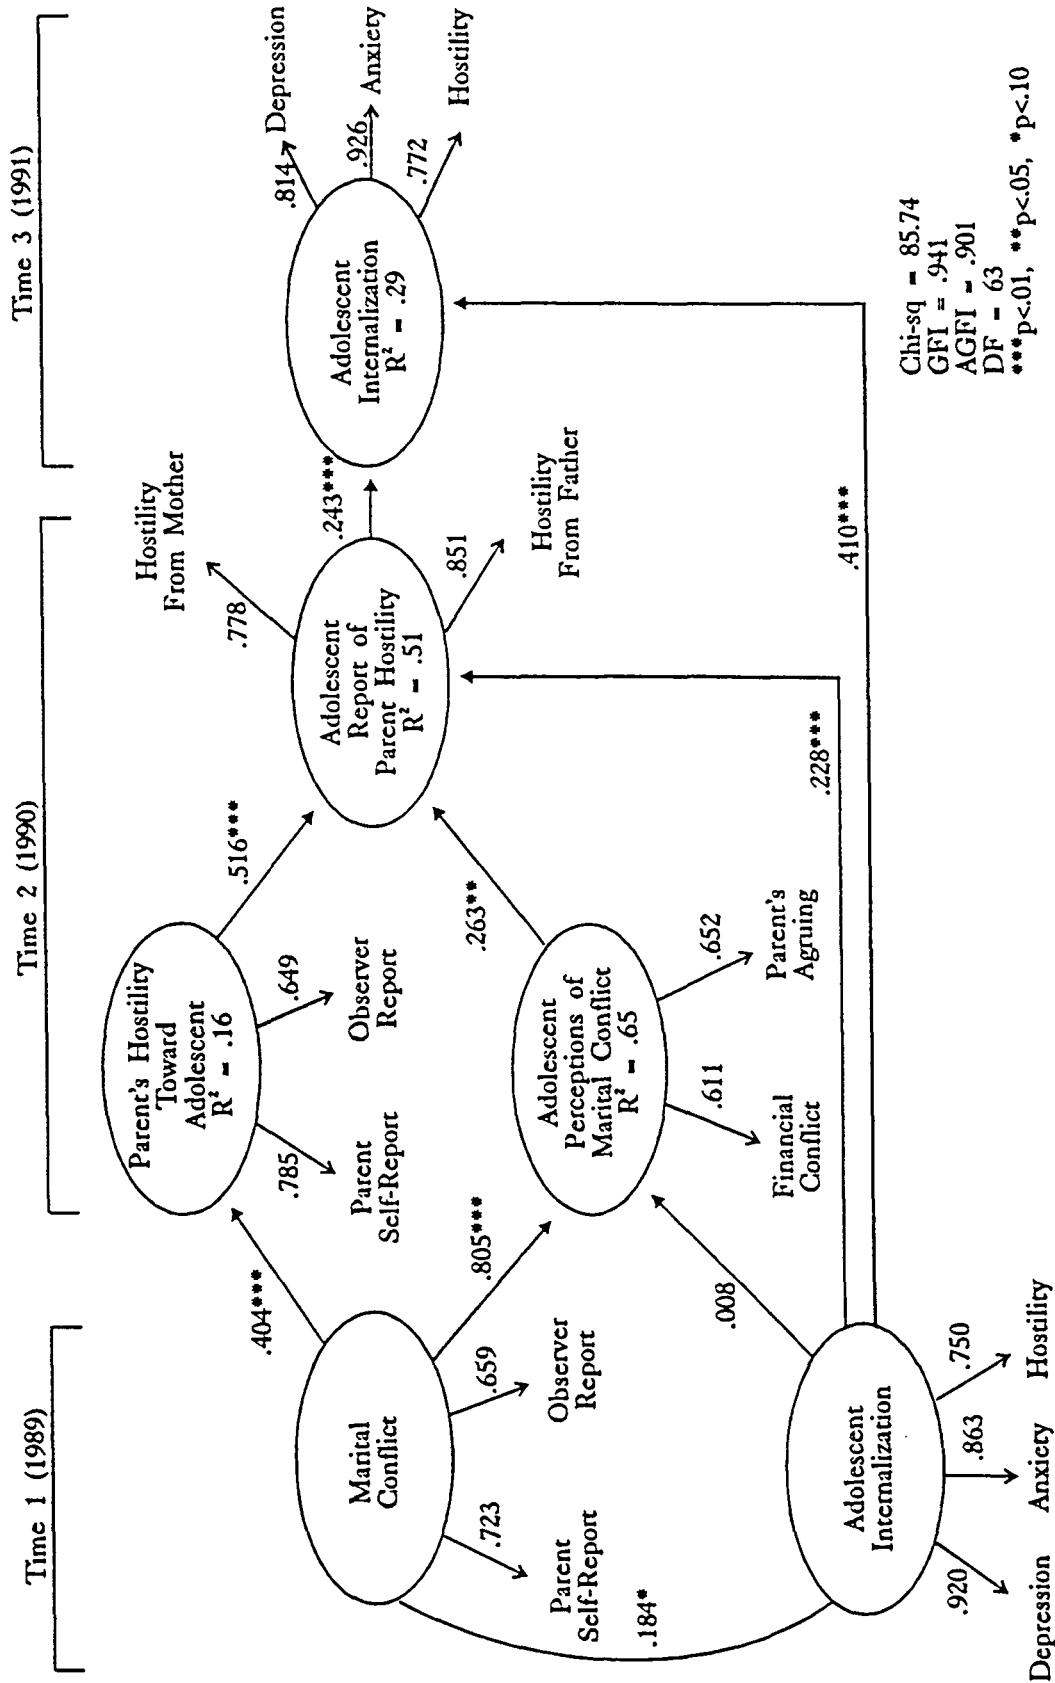 Time 1 (1989)
Time 2 (1990)
Time 3 (1991)
Marital
Conflict
.723
Parent
Self-Report
.659
Observer
Report
.184*
.404***
.805***
Parent's Hostility
Toward
Adolescent
R² = .16
.785
Parent
Self-Report
.649
Observer
Report
.516***
Adolescent
Perceptions of
Marital Conflict
R² = .65
.611
Financial
Conflict
.652
Parent's
Agruing
.263**
Adolescent
Report of
Parent Hostility
R² = .51
.778
Hostility
From Mother
.851
Hostility
From Father
.243***
Adolescent
Internalization
R² = .29
.814
Depression
.926
Anxiety
.772
Hostility
Adolescent
Internalization
.920
Depression
.863
Anxiety
.750
Hostility
.008
.228***
.410***
Chi-sq = 85.74
GFI = .941
AGFI = .901
DF = 63
***p<.01, **p<.05, *p<.10